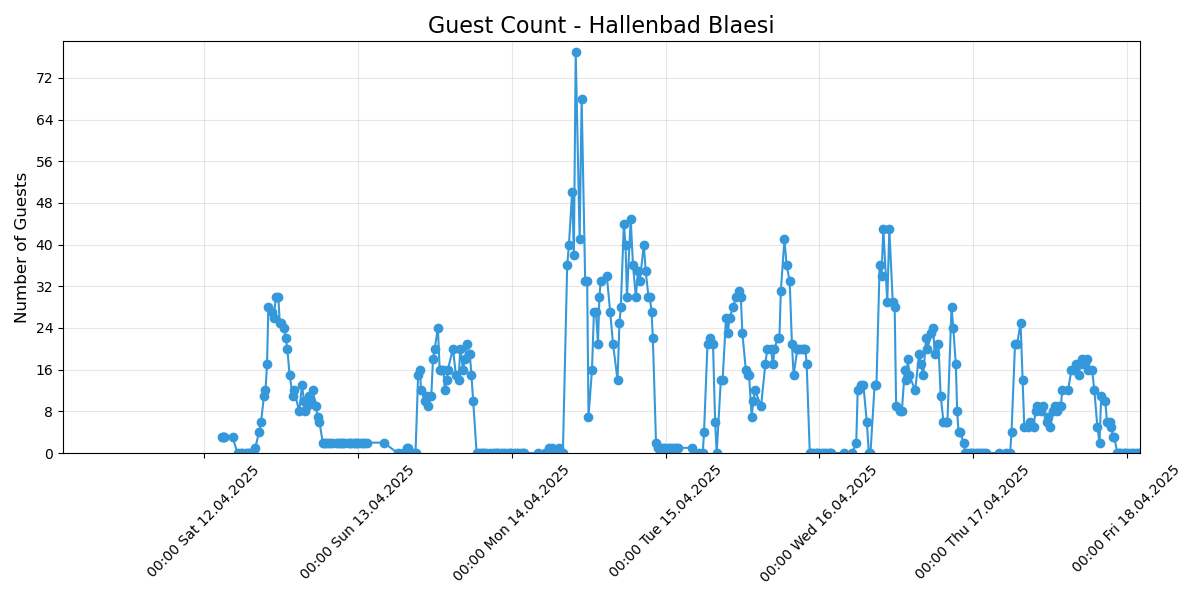 Guest Count - Hallenbad Blaesi
Number of Guests
72
64
56
48
40
32
24
16
8
0
00:00 Sat 12.04.2025
00:00 Sun 13.04.2025
00:00 Mon 14.04.2025
00:00 Tue 15.04.2025
00:00 Wed 16.04.2025
00:00 Thu 17.04.2025
00:00 Fri 18.04.2025